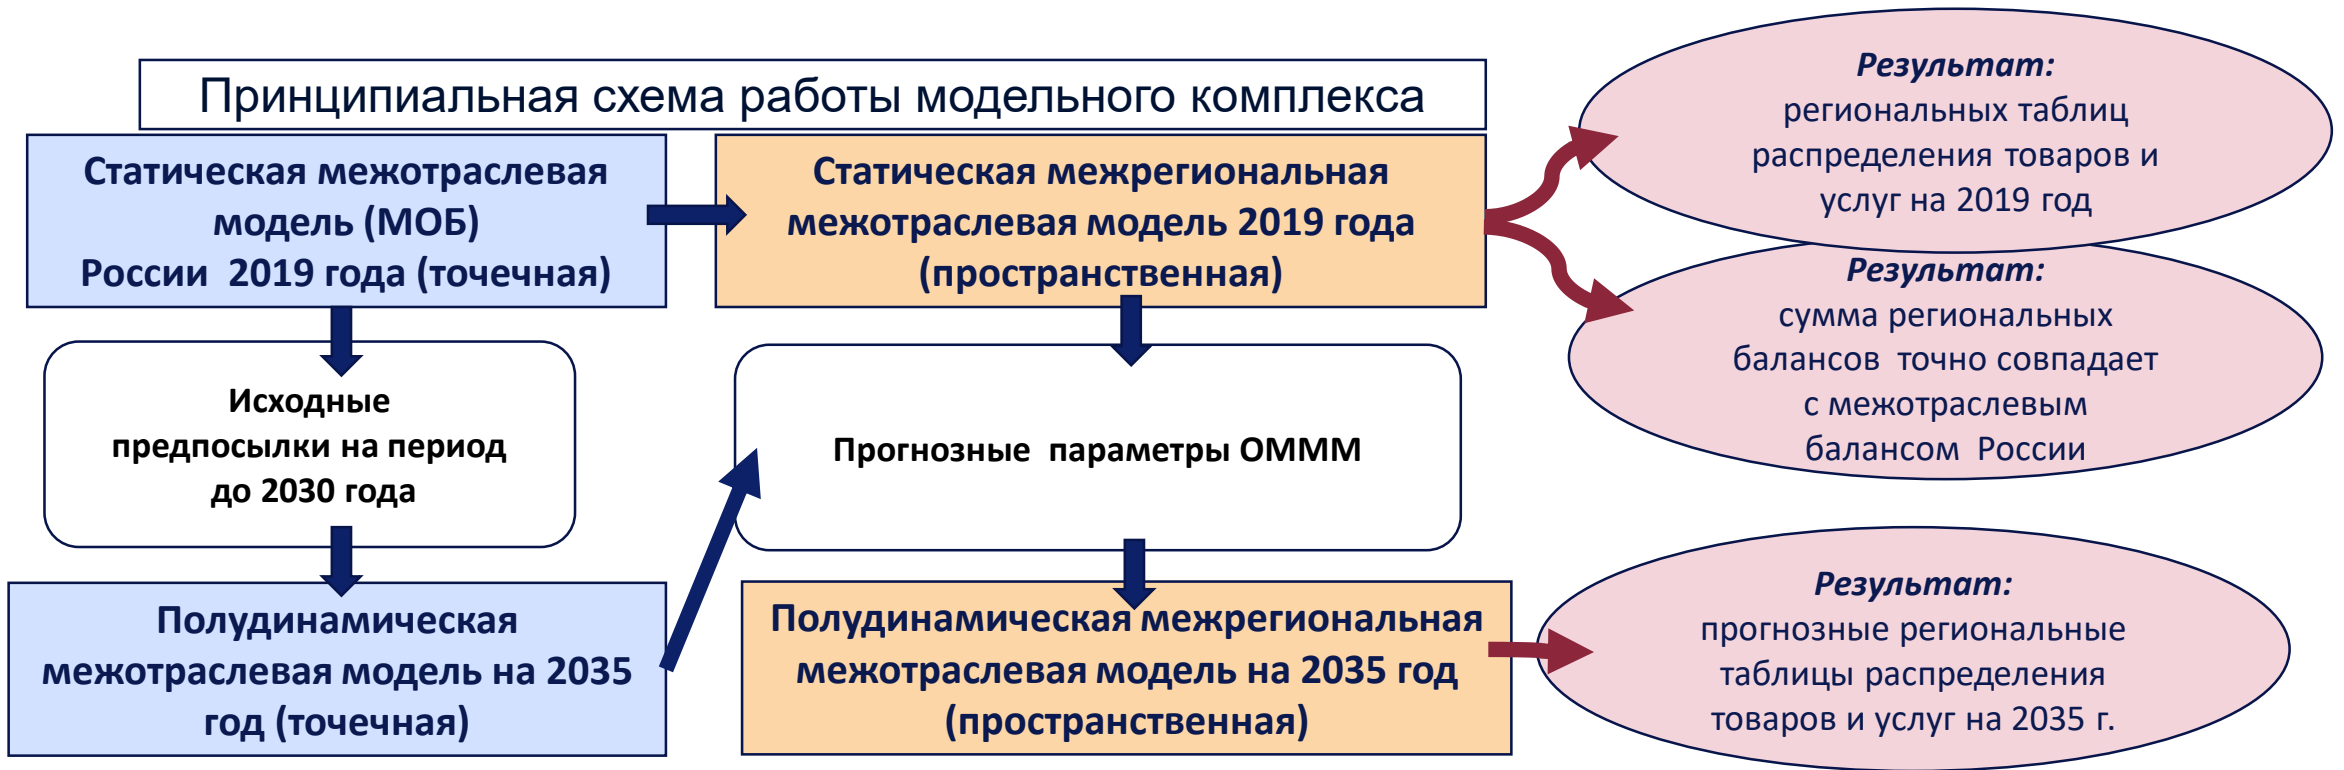 Принципиальная схема работы модельного комплекса
Статическая межотраслевая
модель (МОБ)
России 2019 года (точечная)
Статическая межрегиональная
межотраслевая модель 2019 года
(пространственная)
Результат:
региональных таблиц
распределения товаров и
услуг на 2019 год
Результат:
сумма региональных
балансов точно совпадает
с межотраслевым
балансом России
Исходные
предпосылки на период
до 2030 года
Прогнозные параметры ОМММ
Полудинамическая
межотраслевая модель на 2035
год (точечная)
Полудинамическая межрегиональная
межотраслевая модель на 2035 год
(пространственная)
Результат:
прогнозные региональные
таблицы распределения
товаров и услуг на 2035 г.